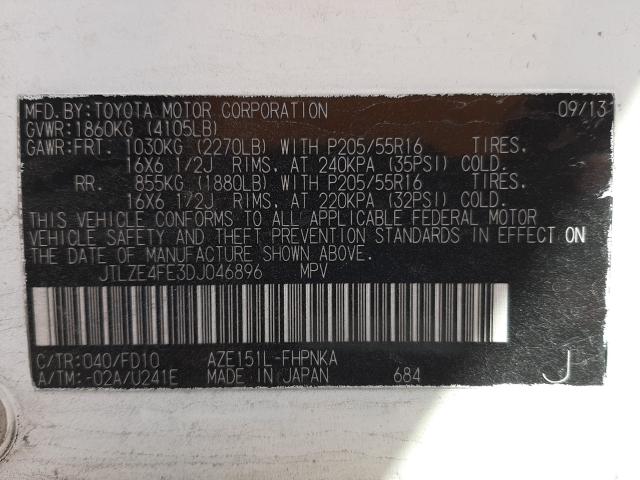 MFD.BY:TOYOTA MOTOR CORPORATION 09/13
GVWR:1860KG (4105LB)
GAWR:FRT. 1030KG (2270LB) WITH P205/55R16 TIRES.
16X6 1/2J RIMS, AT 240KPA (35PSI) COLD.
RR. 855KG (1880LB) WITH P205/55R16 TIRES.
16X6 1/2J RIMS, AT 220KPA (32PSI) COLD.
THIS VEHICLE CONFORMS TO ALL APPLICABLE FEDERAL MOTOR
VEHICLE SAFETY AND THEFT PREVENTION STANDARDS IN EFFECT ON
THE DATE OF MANUFACTURE SHOWN ABOVE.
JTLZE4FE3DJ046896 MPV
C/TR:040/FD10 AZE151L-FHPNKA
A/TM:-02A/U241E MADE IN JAPAN 684 J